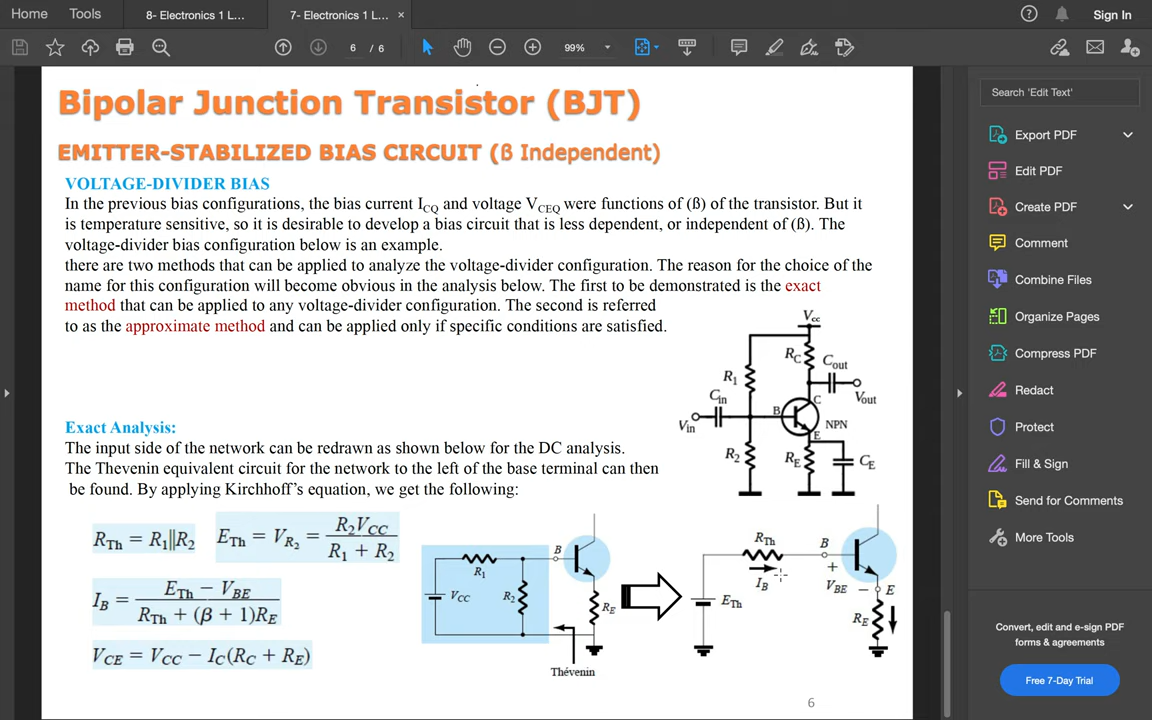 Home Tools 8- Electronics 1 L... 7- Electronics 1 L... × Sign In
6 / 6 99%
Bipolar Junction Transistor (BJT)
EMITTER-STABILIZED BIAS CIRCUIT (ß Independent)
VOLTAGE-DIVIDER BIAS
In the previous bias configurations, the bias current ICQ and voltage VCEQ were functions of (ß) of the transistor. But it
is temperature sensitive, so it is desirable to develop a bias circuit that is less dependent, or independent of (ß). The
voltage-divider bias configuration below is an example.
there are two methods that can be applied to analyze the voltage-divider configuration. The reason for the choice of the
name for this configuration will become obvious in the analysis below. The first to be demonstrated is the exact
method that can be applied to any voltage-divider configuration. The second is referred
to as the approximate method and can be applied only if specific conditions are satisfied.
Vcc
RC
Cout
R1
Cin
C
Vout
B
NPN
Vin
E
R2
RE
CE
Exact Analysis:
The input side of the network can be redrawn as shown below for the DC analysis.
The Thevenin equivalent circuit for the network to the left of the base terminal can then
be found. By applying Kirchhoff's equation, we get the following:
RTh = R1||R2
ETh = VR2 = R2VCC / R1 + R2
IB = ETh − VBE / RTh + (β + 1)RE
VCE = VCC − IC(RC + RE)
B
R1
VCC
R2
RE
Thévenin
RTh
B
IB
+
VBE
− E
ETh
RE
6
Search 'Edit Text'
Export PDF
Edit PDF
Create PDF
Comment
Combine Files
Organize Pages
Compress PDF
Redact
Protect
Fill & Sign
Send for Comments
More Tools
Convert, edit and e-sign PDF
forms & agreements
Free 7-Day Trial